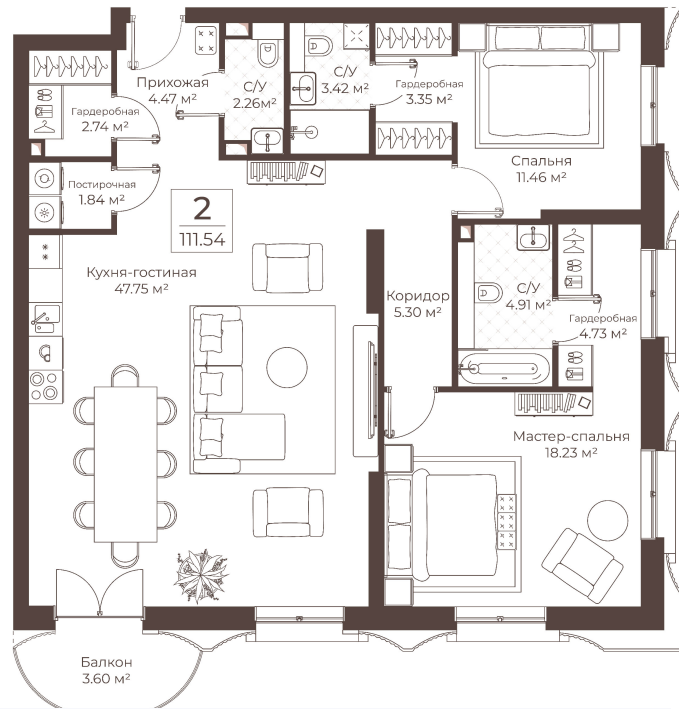 Прихожая
4.47 м²
С/У
2.26м²
С/У
3.42 м²
Гардеробная
3.35 м²
Гардеробная
2.74 м²
Спальня
11.46 м²
Постирочная
1.84 м²
2
111.54
Кухня-гостиная
47.75 м²
Коридор
5.30 м²
С/У
4.91 м²
Гардеробная
4.73 м²
Мастер-спальня
18.23 м²
Балкон
3.60 м²